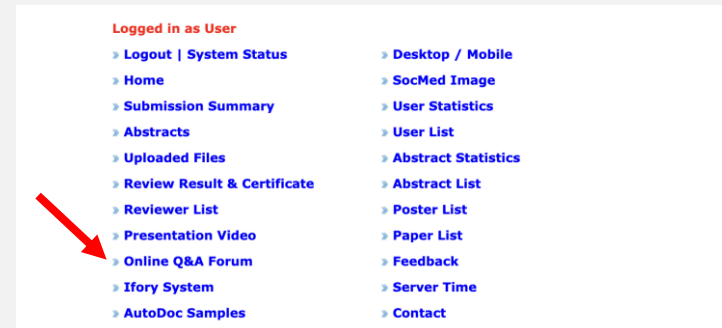 Logged in as User
» Logout | System Status
» Home
» Submission Summary
» Abstracts
» Uploaded Files
» Review Result & Certificate
» Reviewer List
» Presentation Video
» Online Q&A Forum
» Ifory System
» AutoDoc Samples
» Desktop / Mobile
» SocMed Image
» User Statistics
» User List
» Abstract Statistics
» Abstract List
» Poster List
» Paper List
» Feedback
» Server Time
» Contact